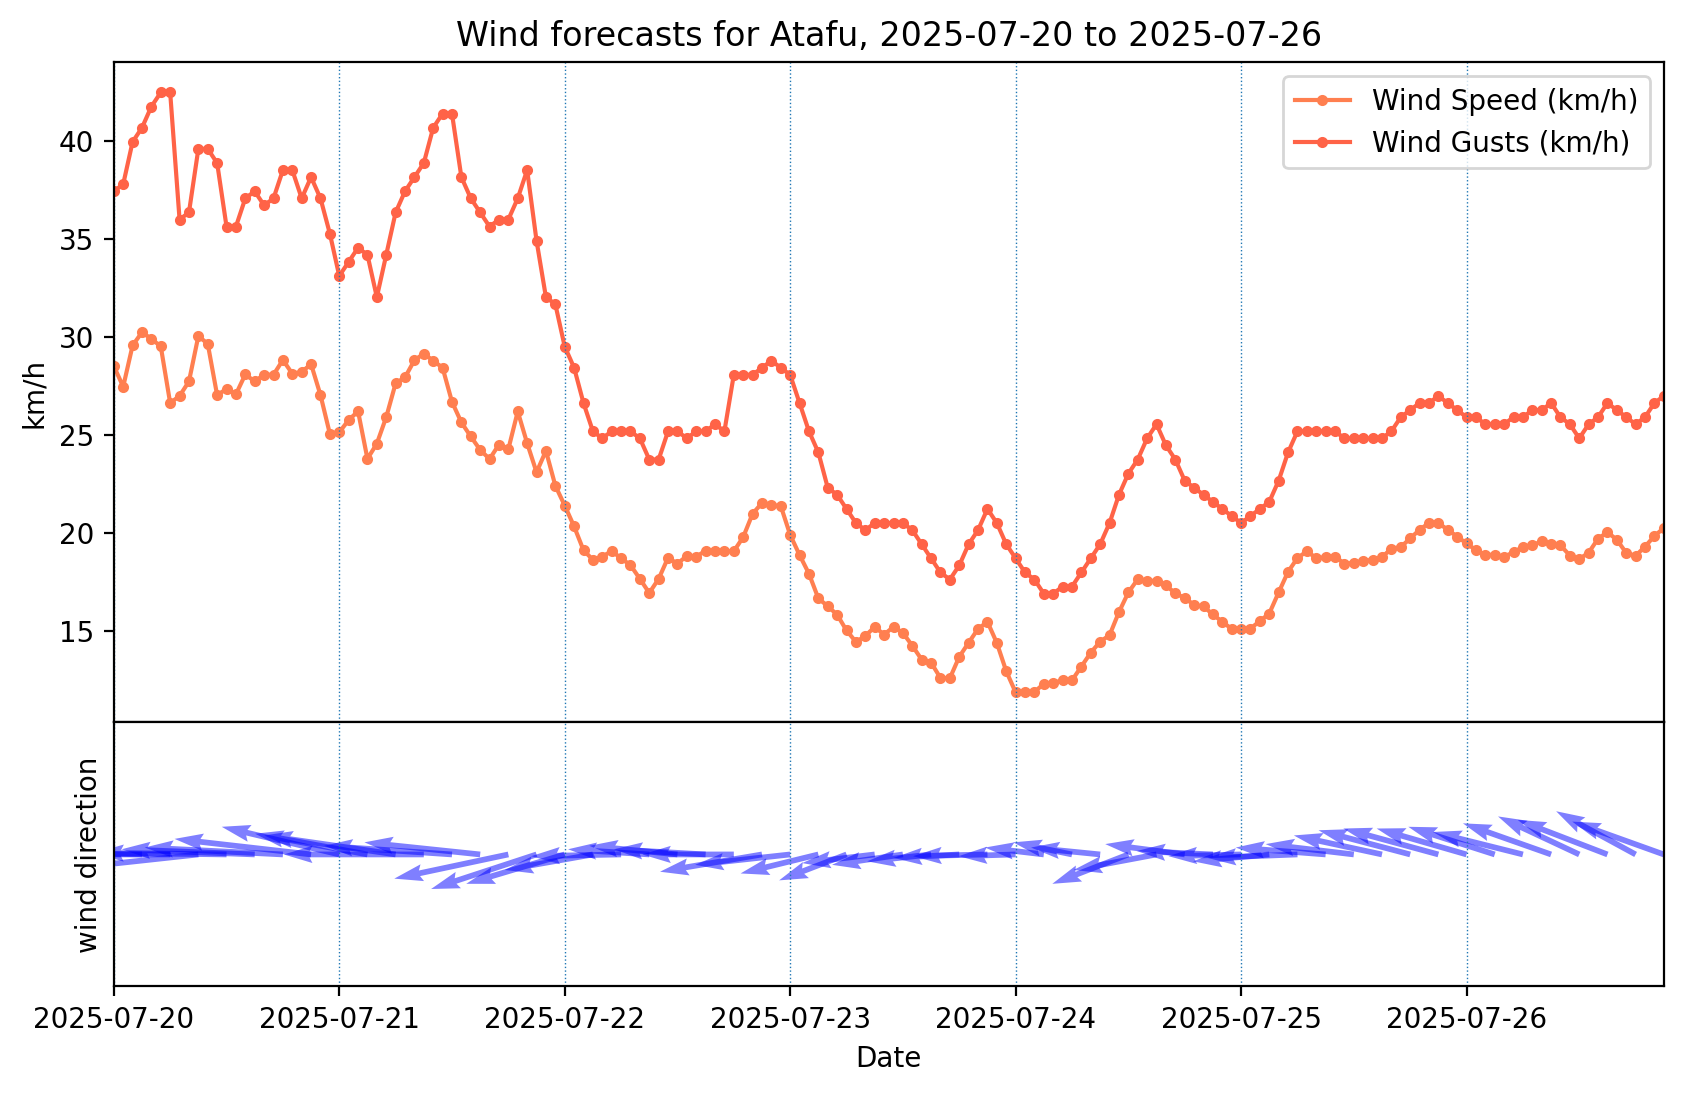 Wind forecasts for Atafu, 2025-07-20 to 2025-07-26
Wind Speed (km/h)
Wind Gusts (km/h)
40
35
30
25
20
15
km/h
wind direction
2025-07-20 2025-07-21 2025-07-22 2025-07-23 2025-07-24 2025-07-25 2025-07-26
Date